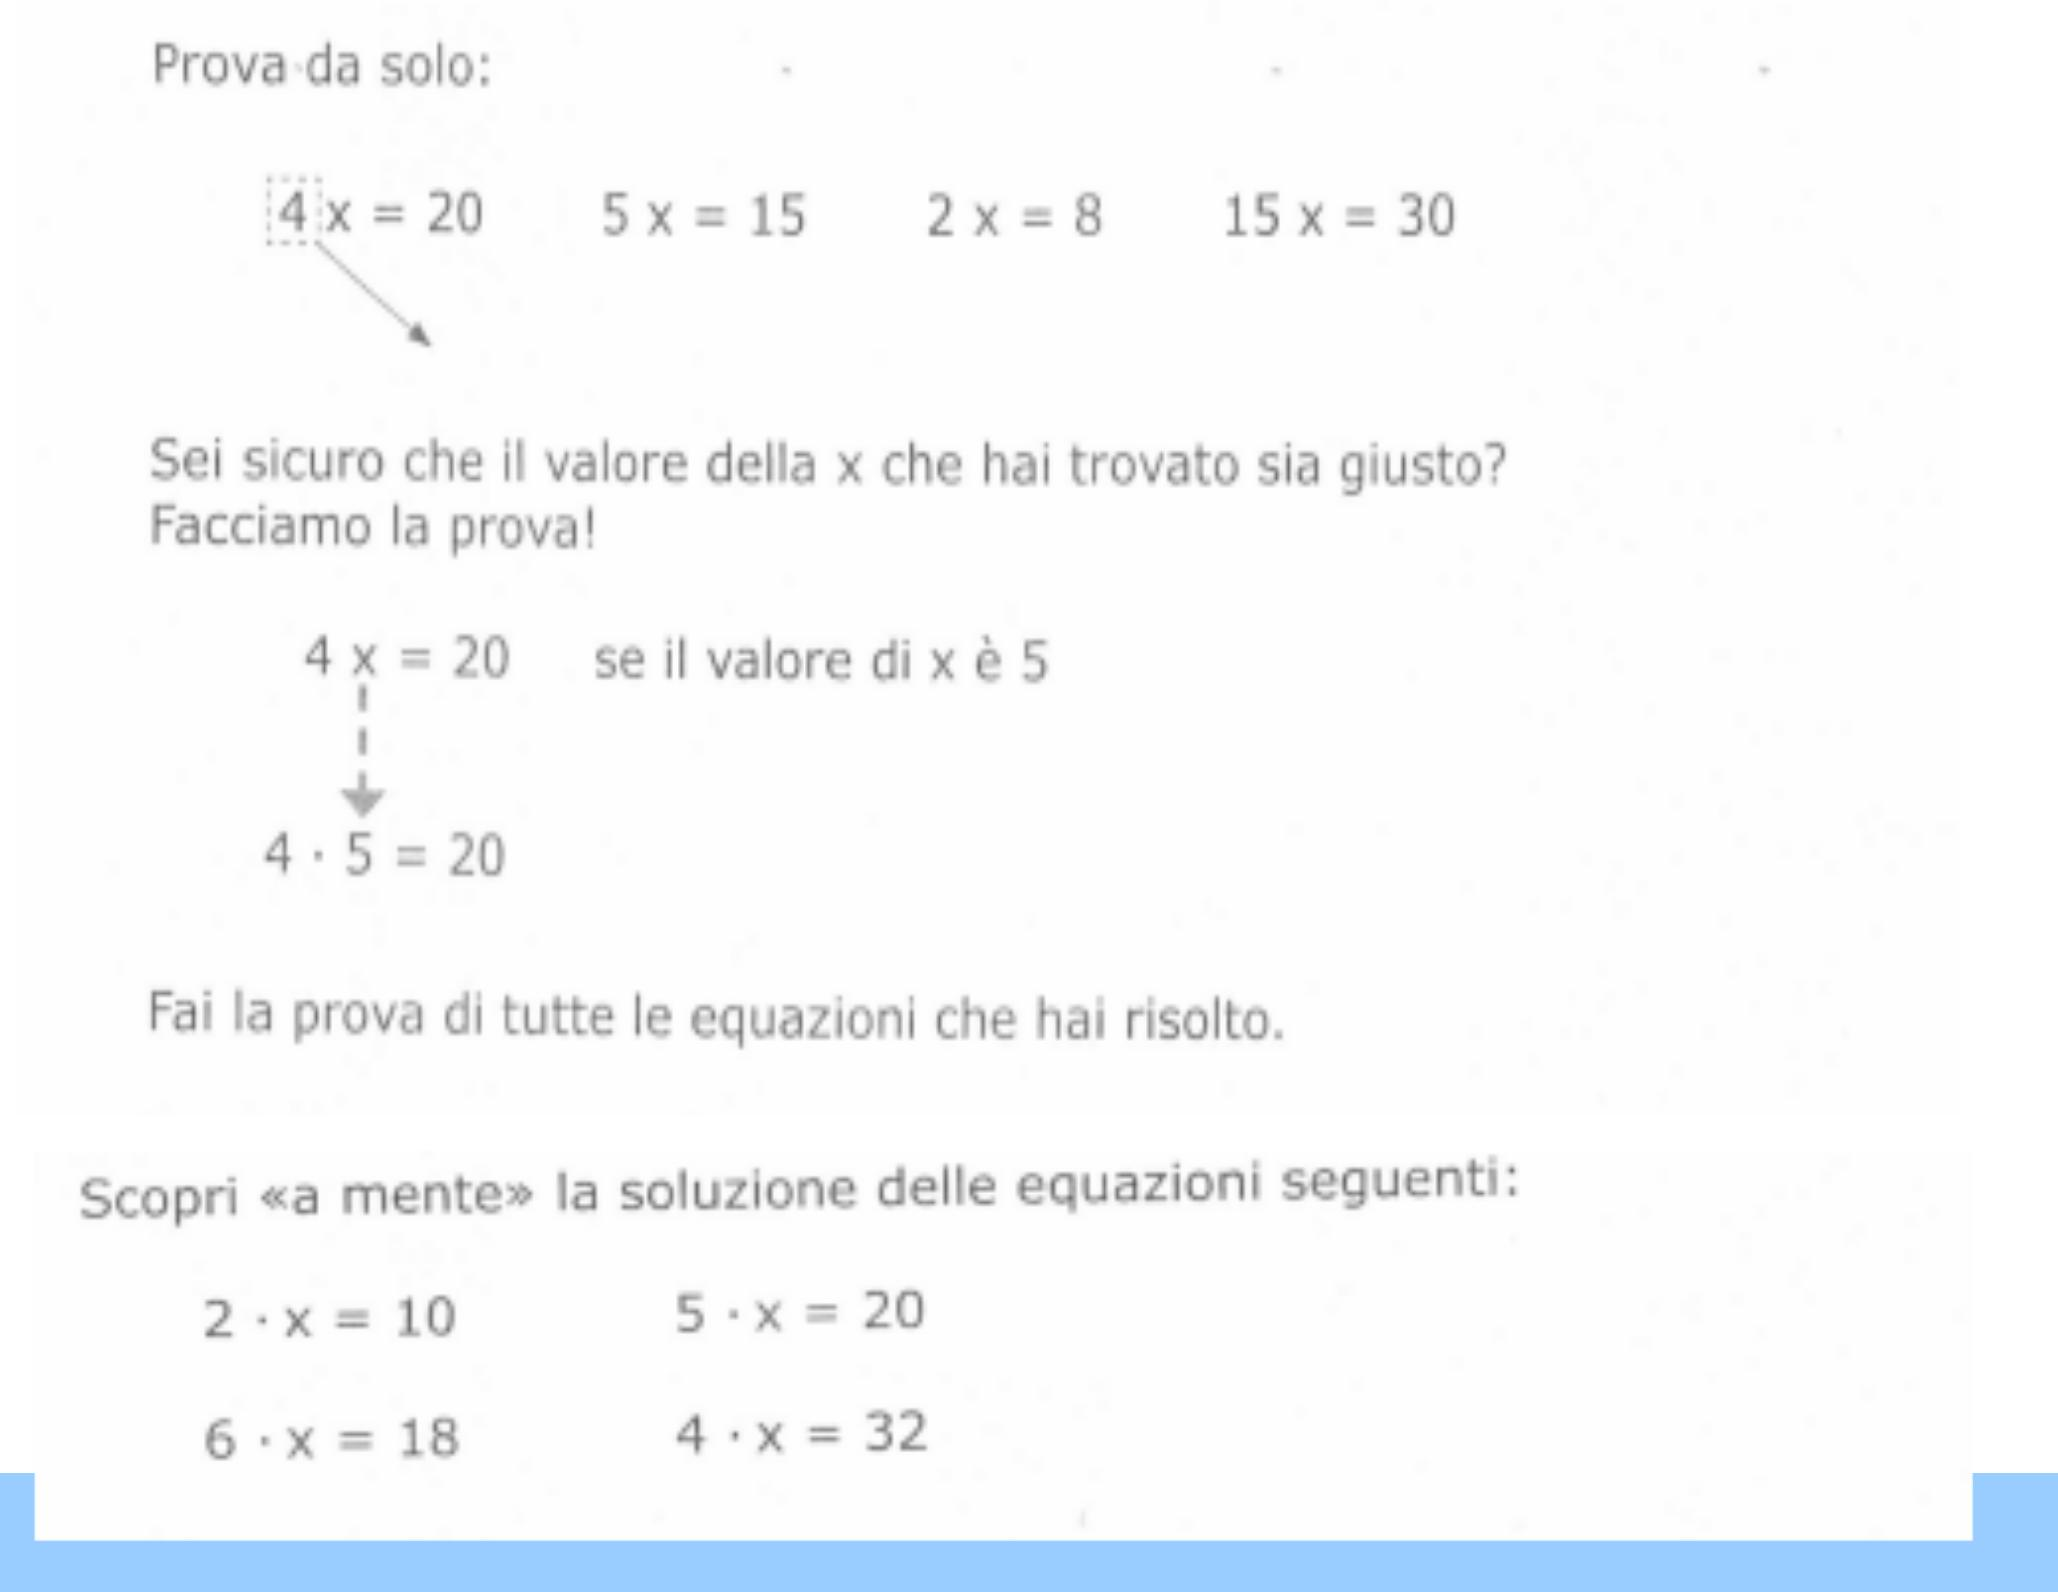 Prova da solo:
4 x = 20 5 x = 15 2 x = 8 15 x = 30
Sei sicuro che il valore della x che hai trovato sia giusto?
Facciamo la prova!
4 x = 20 se il valore di x è 5
4 · 5 = 20
Fai la prova di tutte le equazioni che hai risolto.
Scopri «a mente» la soluzione delle equazioni seguenti:
2 · x = 10 5 · x = 20
6 · x = 18 4 · x = 32